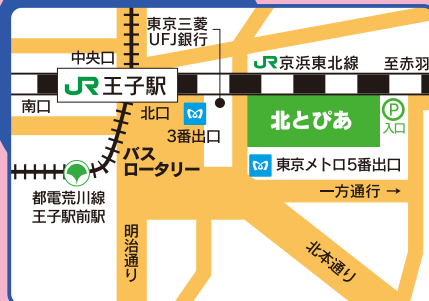 東京三菱
UFJ銀行
中央口
JR京浜東北線
至赤羽
JR王子駅
南口
北口
3番出口
北とぴあ
P
入口
バス
ロータリー
東京メトロ5番出口
一方通行 →
都電荒川線
王子駅前駅
明治通り
北本通り